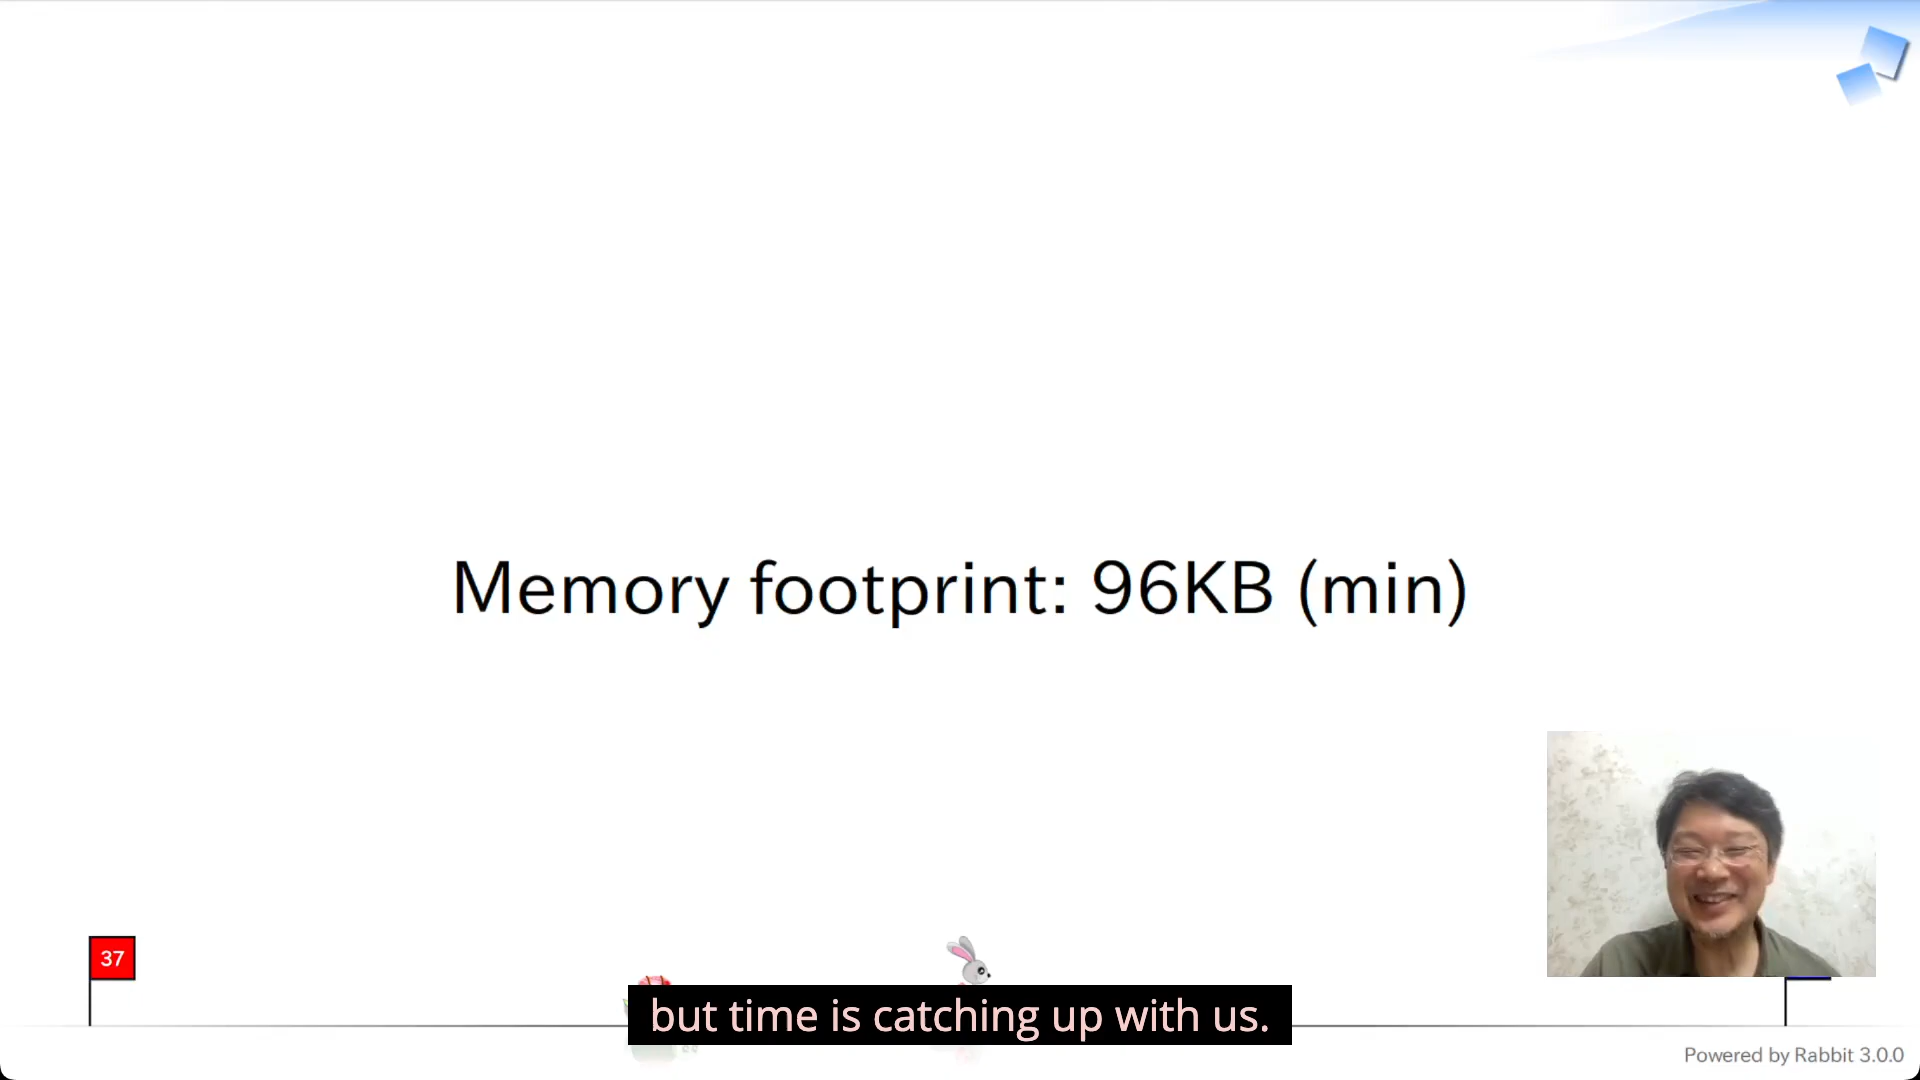 Memory footprint: 96KB (min)
37
but time is catching up with us.
Powered by Rabbit 3.0.0